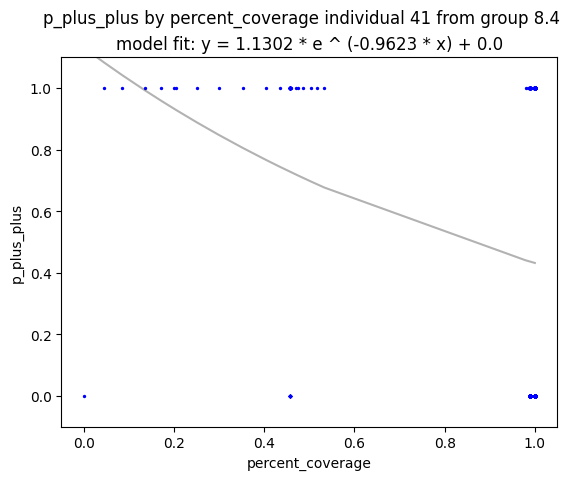 p_plus_plus by percent_coverage individual 41 from group 8.4
model fit: y = 1.1302 * e ^ (-0.9623 * x) + 0.0
1.0
0.8
0.6
0.4
0.2
0.0
p_plus_plus
0.0 0.2 0.4 0.6 0.8 1.0
percent_coverage